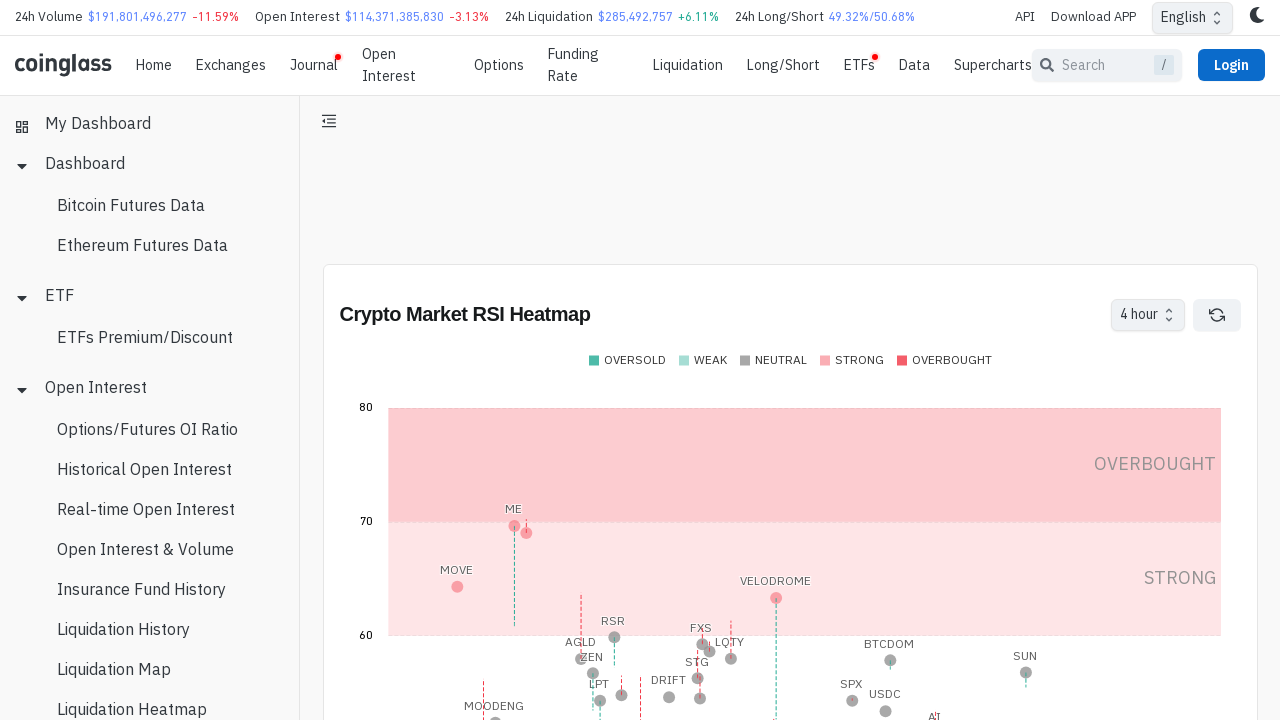 24h Volume $191,801,496,277 -11.59% Open Interest $114,371,385,830 -3.13% 24h Liquidation $285,492,757 +6.11% 24h Long/Short 49.32%/50.68% API Download APP English
coinglass Home Exchanges Journal Open Interest Options Funding Rate Liquidation Long/Short ETFs Data Supercharts Search / Login
My Dashboard
Dashboard
Bitcoin Futures Data
Ethereum Futures Data
ETF
ETFs Premium/Discount
Open Interest
Options/Futures OI Ratio
Historical Open Interest
Real-time Open Interest
Open Interest & Volume
Insurance Fund History
Liquidation History
Liquidation Map
Liquidation Heatmap
Crypto Market RSI Heatmap 4 hour
OVERSOLD WEAK NEUTRAL STRONG OVERBOUGHT
80
OVERBOUGHT
ME
70
MOVE
STRONG
VELODROME
RSR
FXS
60
AGLD LQTY BTCDOM
ZEN STG SUN
LPT DRIFT SPX
USDC
MOODENG
AI